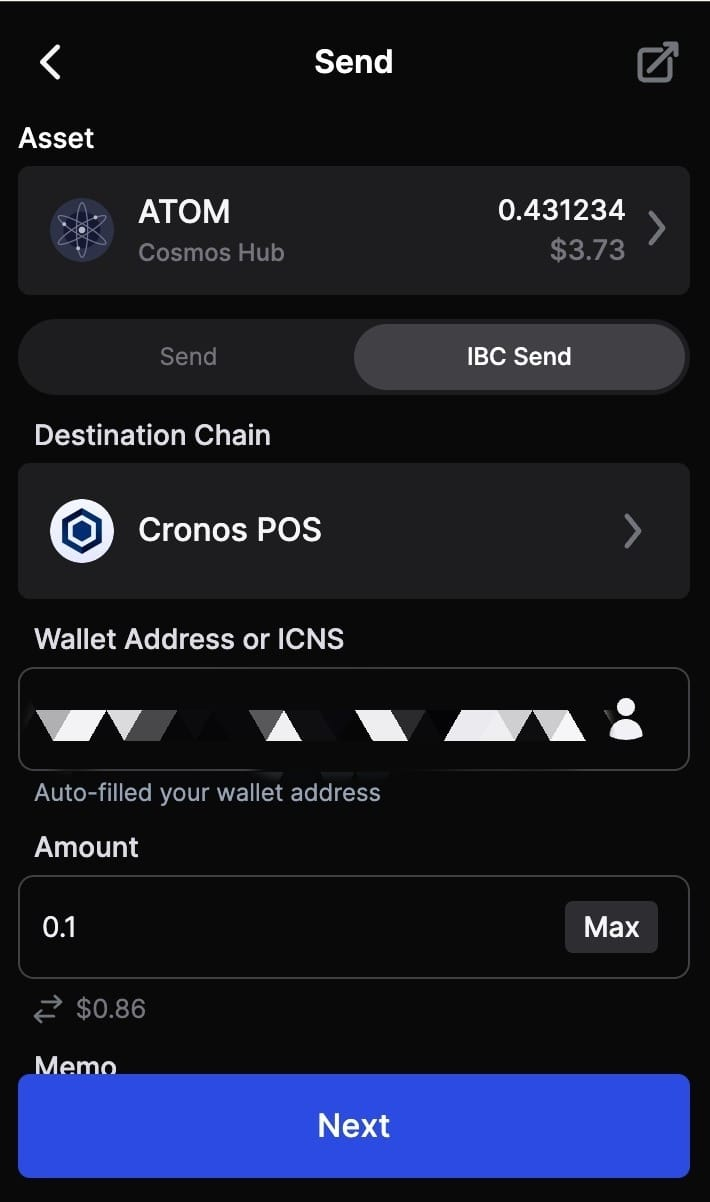 Send
Asset
ATOM 0.431234
Cosmos Hub $3.73
Send IBC Send
Destination Chain
Cronos POS
Wallet Address or ICNS
Auto-filled your wallet address
Amount
0.1 Max
$0.86
Memo
Next